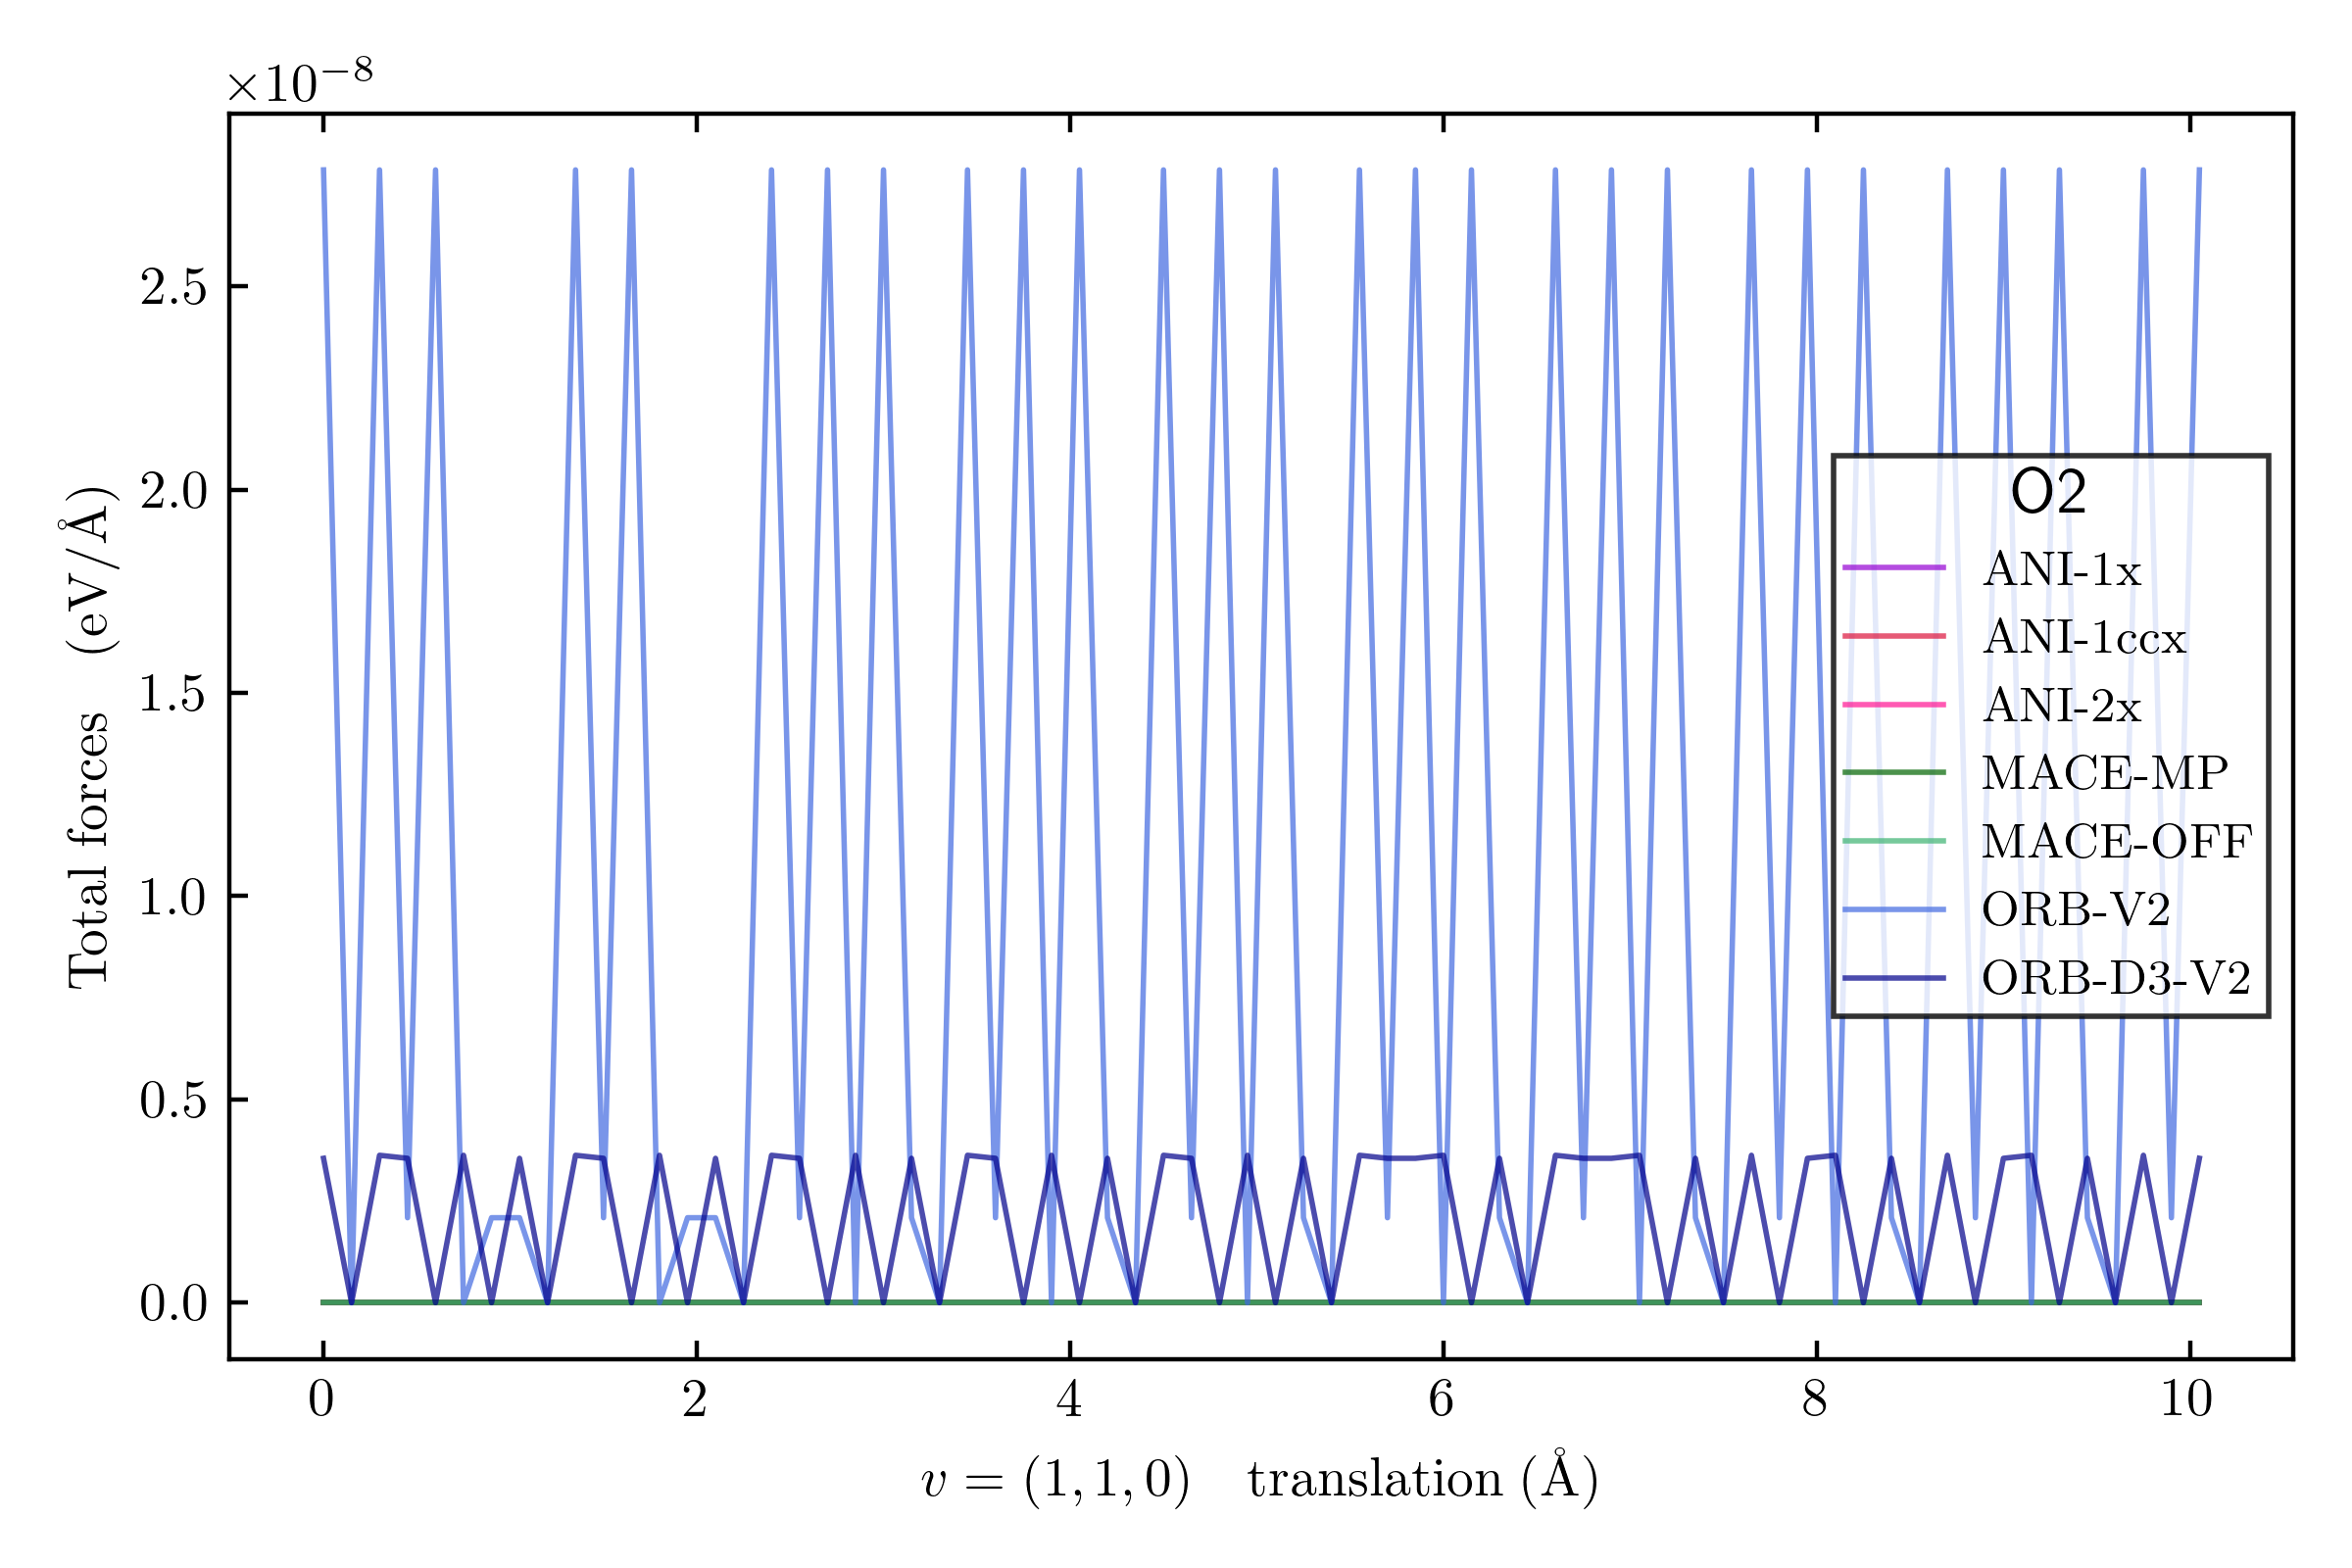 ×10⁻⁸
Total forces (eV/Å)
2.5
2.0
1.5
1.0
0.5
0.0
O2
ANI-1x
ANI-1ccx
ANI-2x
MACE-MP
MACE-OFF
ORB-V2
ORB-D3-V2
0 2 4 6 8 10
v = (1, 1, 0) translation (Å)